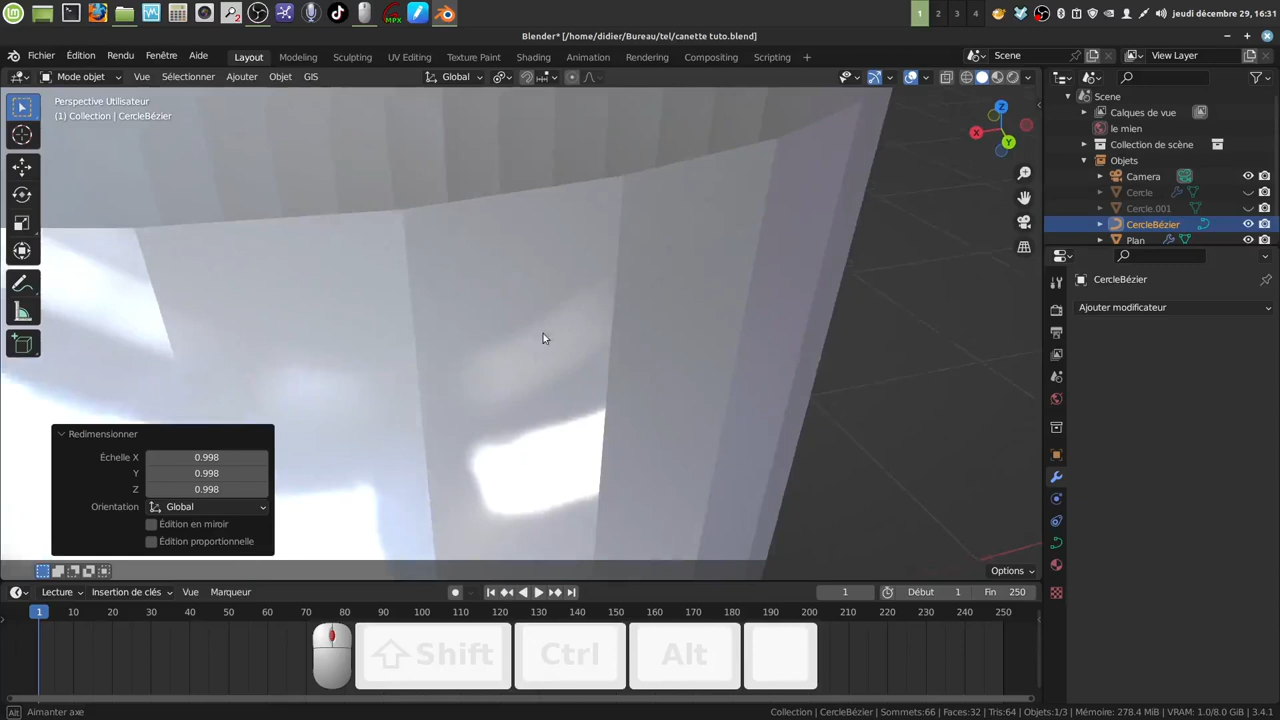 jeudi décembre 29, 16:31
1 2 3 4
Blender* [/home/didier/Bureau/tel/canette tuto.blend]
Fichier Édition Rendu Fenêtre Aide Layout Modeling Sculpting UV Editing Texture Paint Shading Animation Rendering Compositing Scripting Scene View Layer
Mode objet Vue Sélectionner Ajouter Objet GIS Global
Perspective Utilisateur
(1) Collection | CercleBézier
Z
X
Y
Scene
Calques de vue
le mien
Collection de scène
Objets
Camera
Cercle
Cercle.001
CercleBézier
Plan
CercleBézier
Ajouter modificateur
Redimensionner
Échelle X 0.998
Y 0.998
Z 0.998
Orientation Global
Édition en miroir
Édition proportionnelle
Options
Lecture Insertion de clés Vue Marqueur 1 Début 1 Fin 250
1 10 20 30 40 50 60 70 80 90 100 110 120 130 140 150 160 170 180 190 200 210 220 230 240 250
Shift Ctrl Alt
Alt Aimanter axe
Collection | CercleBézier | Sommets:66 | Faces:32 | Tris:64 | Objets:1/3 | Mémoire: 278.4 MiB | VRAM: 1.0/8.0 GiB | 3.4.1